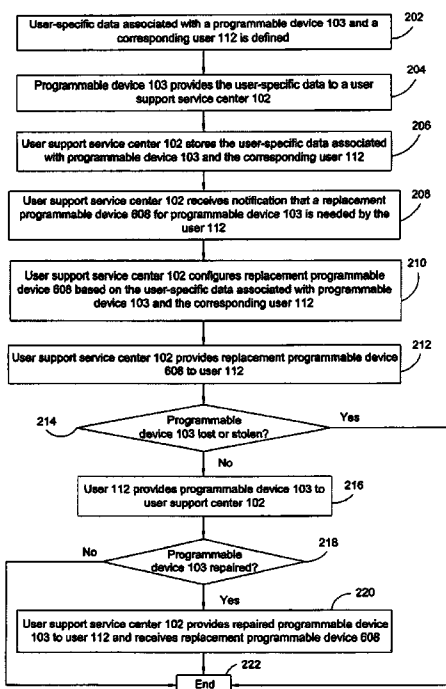 User-specific data associated with a programmable device 103 and a
corresponding user 112 is defined
202
Programmable device 103 provides the user-specific data to a user
support service center 102
204
User support service center 102 stores the user-specific data associated
with programmable device 103 and the corresponding user 112
206
User support service center 102 receives notification that a replacement
programmable device 608 for programmable device 103 is needed by the
user 112
208
User support service center 102 configures replacement programmable
device 608 based on the user-specific data associated with programmable
device 103 and the corresponding user 112
210
User support service center 102 provides replacement programmable device
608 to user 112
212
214
Programmable
device 103 lost or stolen?
Yes
No
User 112 provides programmable device 103 to
user support center 102
216
No
Programmable
device 103 repaired?
218
Yes
220
User support service center 102 provides repaired programmable device
103 to user 112 and receives replacement programmable device 608
End
222